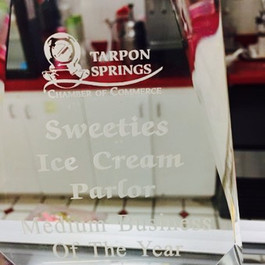 TARPON
SPRINGS
CHAMBER OF COMMERCE
Sweeties
Ice Cream
Parlor
Medium Business
Of The Year